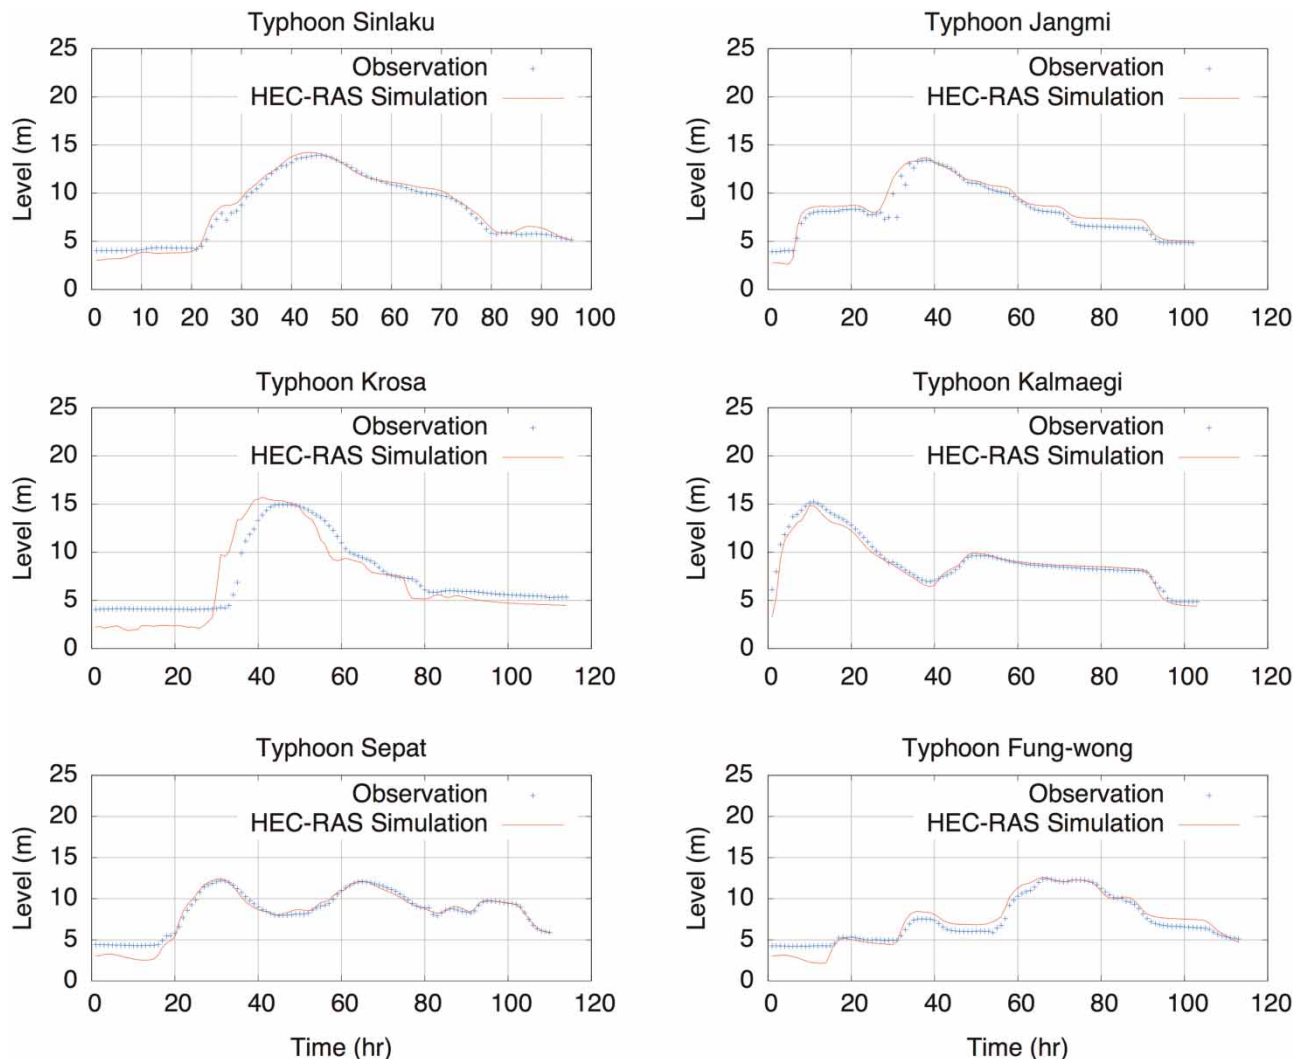 Typhoon Sinlaku
25
20
15
10
5
0
Level (m)
Observation
HEC-RAS Simulation
0 10 20 30 40 50 60 70 80 90 100
Typhoon Jangmi
25
20
15
10
5
0
Level (m)
Observation
HEC-RAS Simulation
0 20 40 60 80 100 120
Typhoon Krosa
25
20
15
10
5
0
Level (m)
Observation
HEC-RAS Simulation
0 20 40 60 80 100 120
Typhoon Kalmaegi
25
20
15
10
5
0
Level (m)
Observation
HEC-RAS Simulation
0 20 40 60 80 100 120
Typhoon Sepat
25
20
15
10
5
0
Level (m)
Observation
HEC-RAS Simulation
0 20 40 60 80 100 120
Time (hr)
Typhoon Fung-wong
25
20
15
10
5
0
Level (m)
Observation
HEC-RAS Simulation
0 20 40 60 80 100 120
Time (hr)